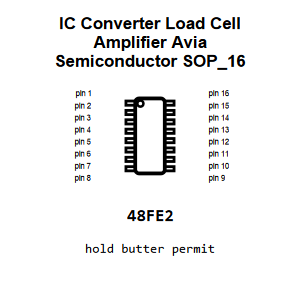 IC Converter Load Cell
Amplifier Avia
Semiconductor SOP_16
pin 1 pin 16
pin 2 pin 15
pin 3 pin 14
pin 4 pin 13
pin 5 pin 12
pin 6 pin 11
pin 7 pin 10
pin 8 pin 9
48FE2
hold butter permit